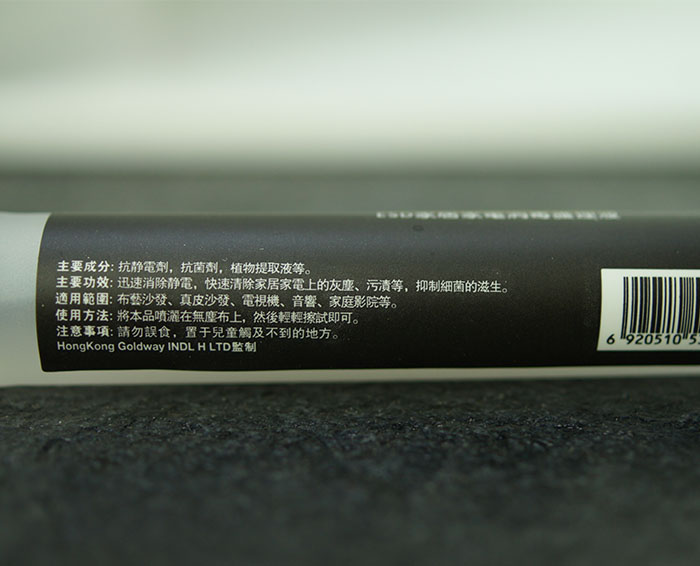 主要成分: 抗静電劑，抗菌劑，植物提取液等。
主要功效: 迅速消除静電，快速清除家居家電上的灰塵、污漬等，抑制細菌的滋生。
適用範圍: 布藝沙發、真皮沙發、電視機、音響、家庭影院等。
使用方法: 將本品噴灑在無塵布上，然後輕輕擦試即可。
注意事項: 請勿誤食，置于兒童觸及不到的地方。
HongKong Goldway INDL H LTD監制
6 920510 5